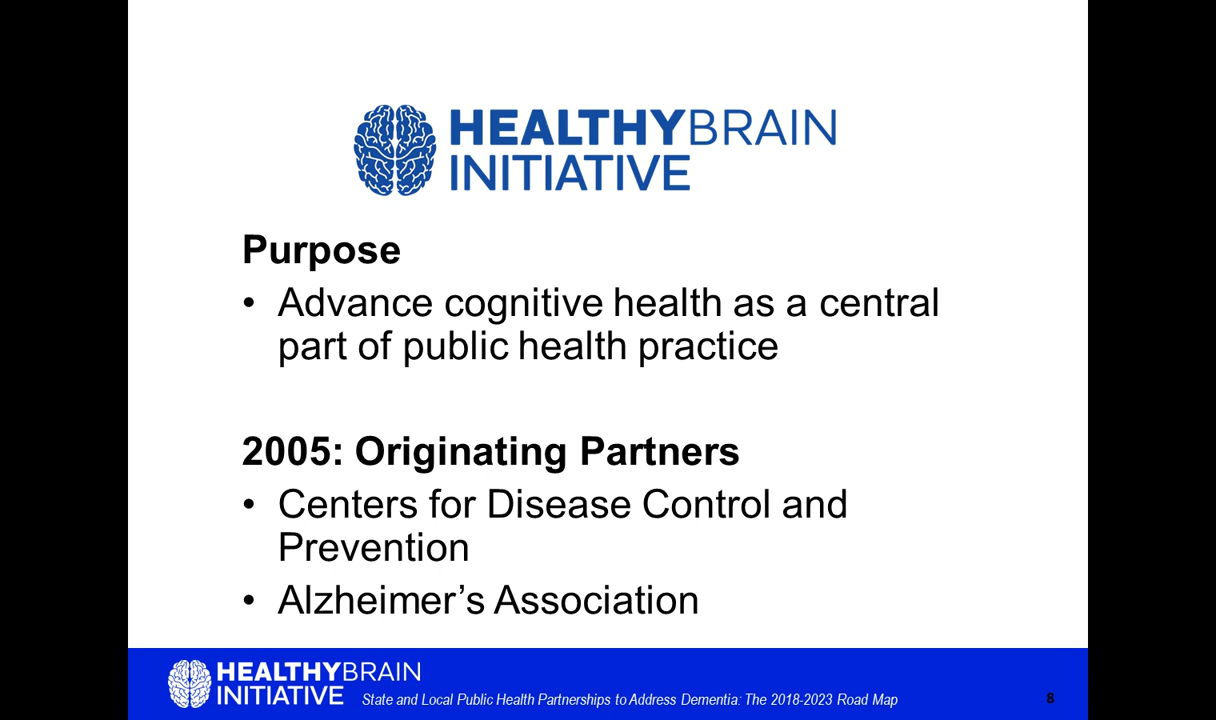 HEALTHYBRAIN
INITIATIVE
Purpose
• Advance cognitive health as a central
part of public health practice
2005: Originating Partners
• Centers for Disease Control and
Prevention
• Alzheimer’s Association
HEALTHYBRAIN
INITIATIVE State and Local Public Health Partnerships to Address Dementia: The 2018-2023 Road Map 8